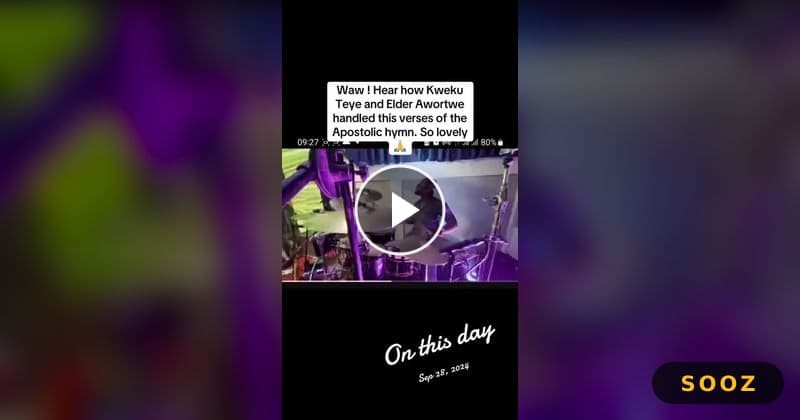 Waw ! Hear how Kweku
Teye and Elder Awortwe
handled this verses of the
Apostolic hymn. So lovely
🙏
09:27
80%
On this day
Sep 28, 2024
SOOZ